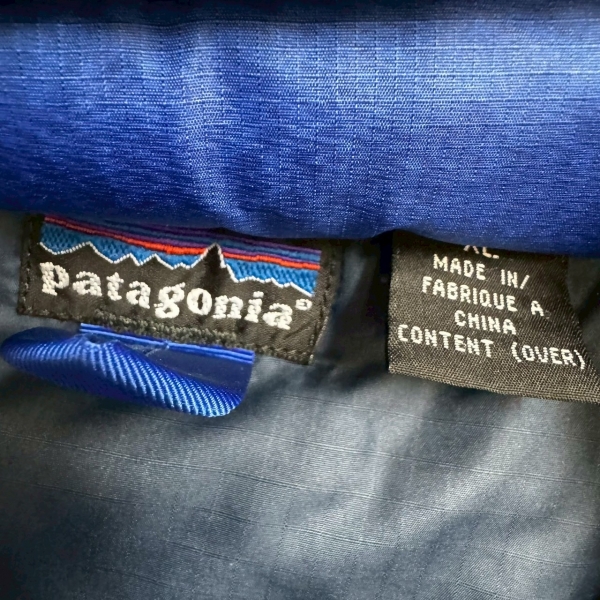 patagonia®
XL
MADE IN/
FABRIQUE A
CHINA
CONTENT (OVER)